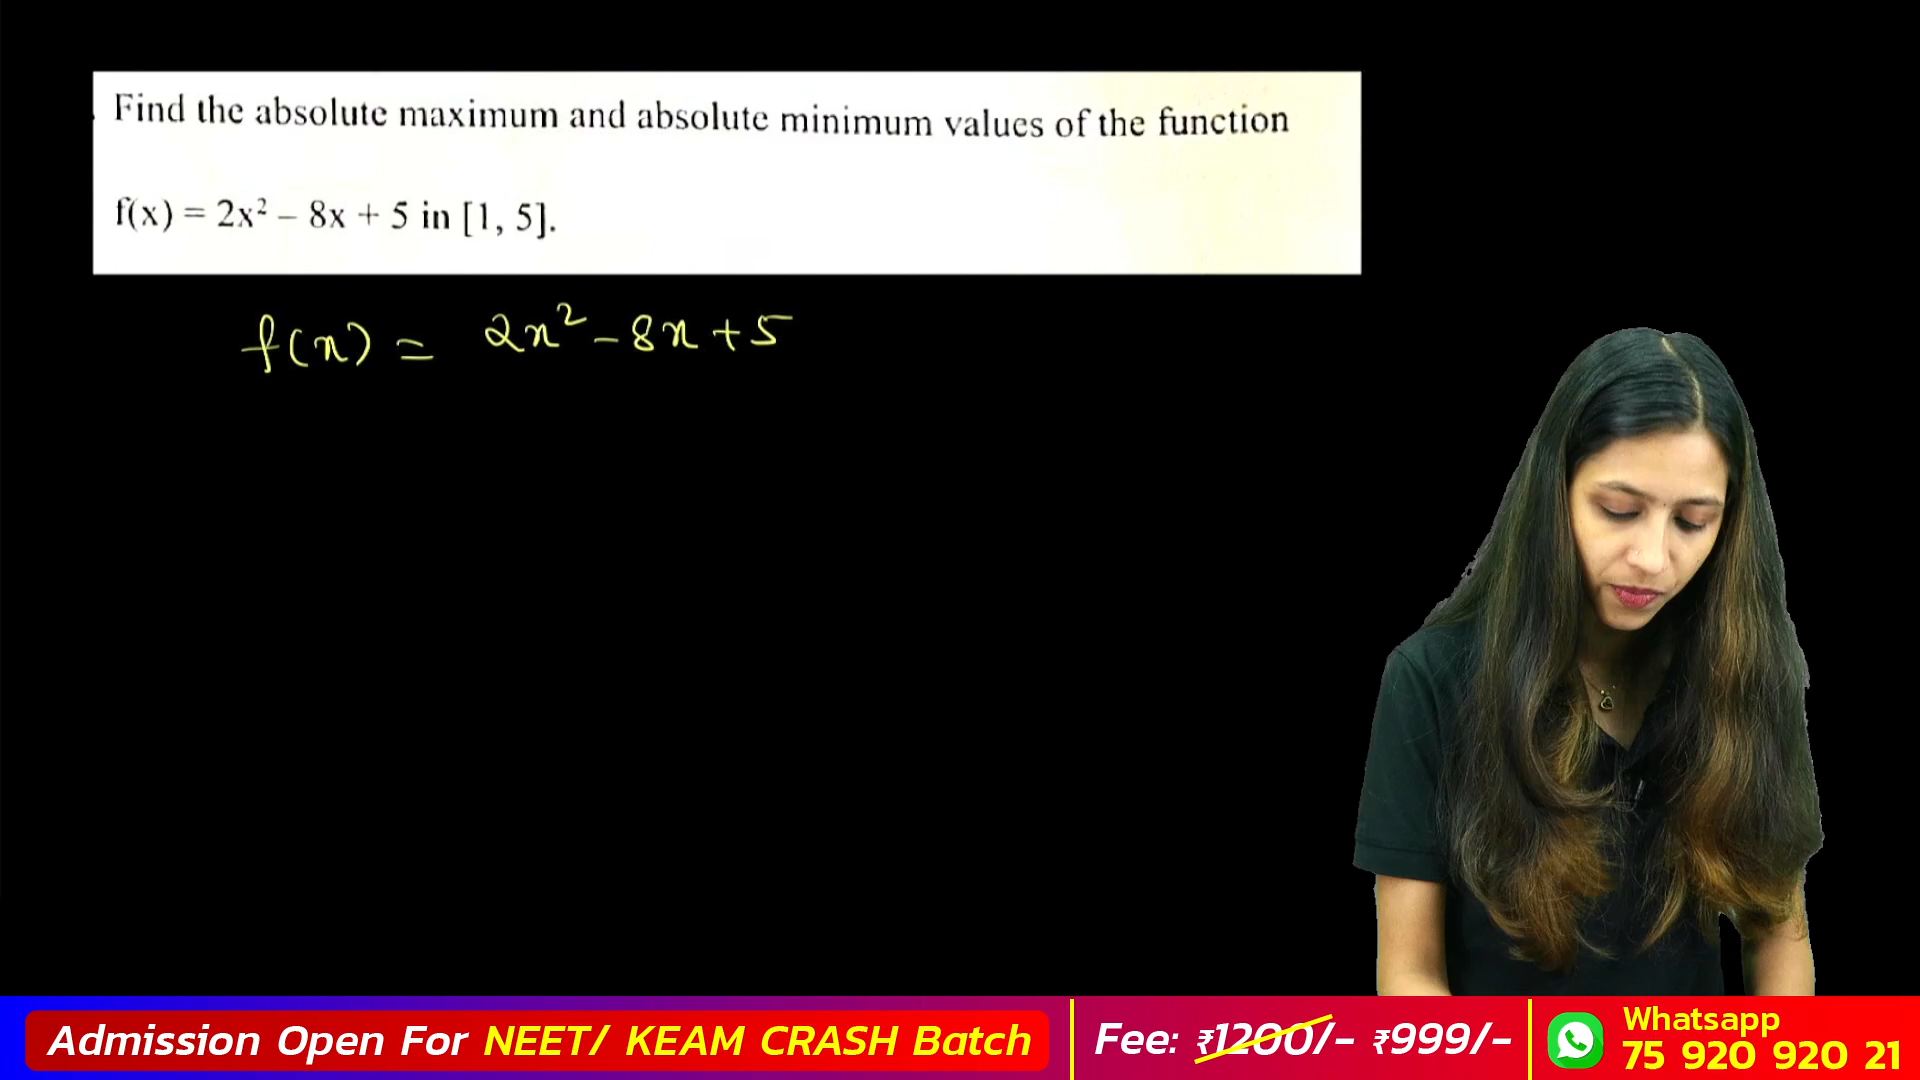 Find the absolute maximum and absolute minimum values of the function
f(x) = 2x² – 8x + 5 in [1, 5].
f(x) = 2x² - 8x + 5
Admission Open For NEET/ KEAM CRASH Batch
Fee: ₹1200/- ₹999/-
Whatsapp
75 920 920 21